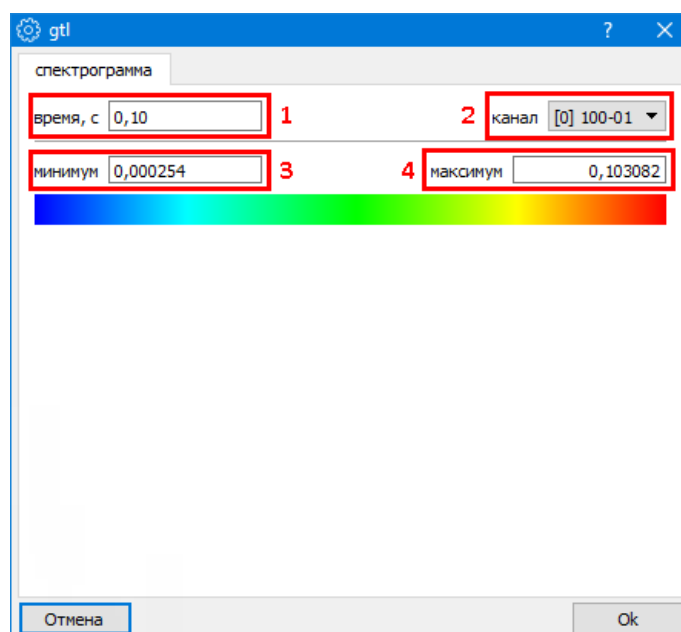 gtl ?
спектрограмма
время, с 0,10 1 2 канал [0] 100-01
минимум 0,000254 3 4 максимум 0,103082
Отмена Ok